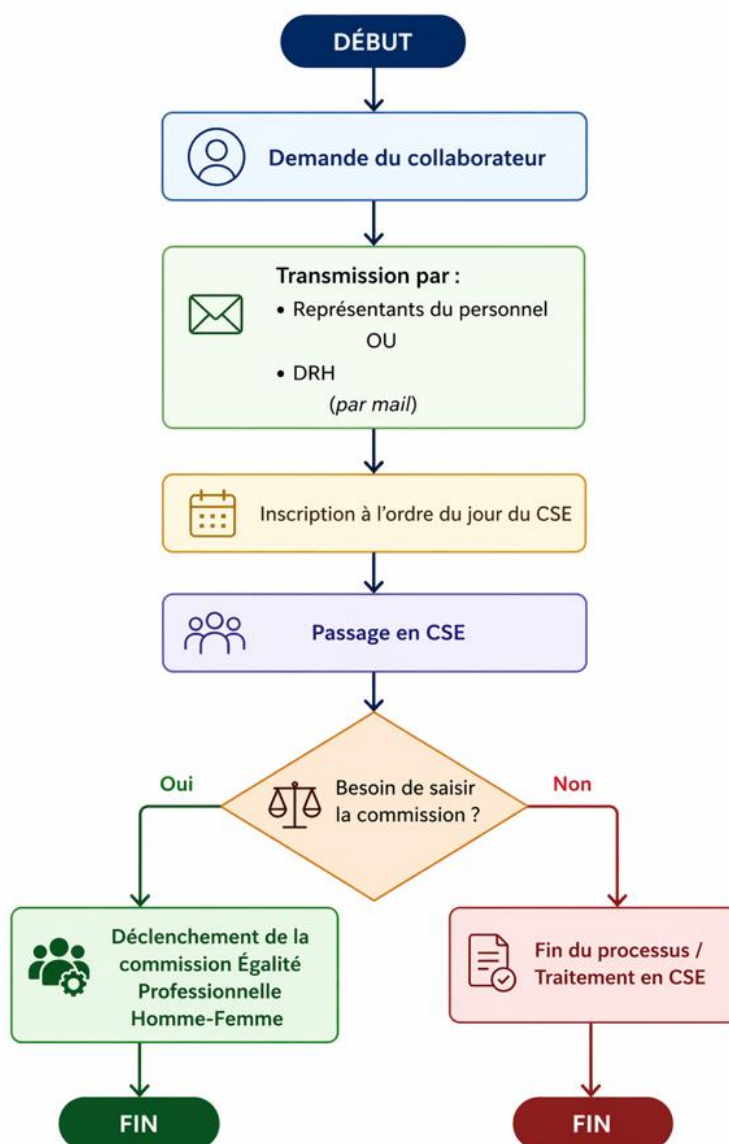 DÉBUT
Demande du collaborateur
Transmission par :
• Représentants du personnel
OU
• DRH
(par mail)
Inscription à l'ordre du jour du CSE
Passage en CSE
Besoin de saisir
la commission ?
Oui
Non
Déclenchement de la
commission Égalité
Professionnelle
Homme-Femme
Fin du processus /
Traitement en CSE
FIN
FIN